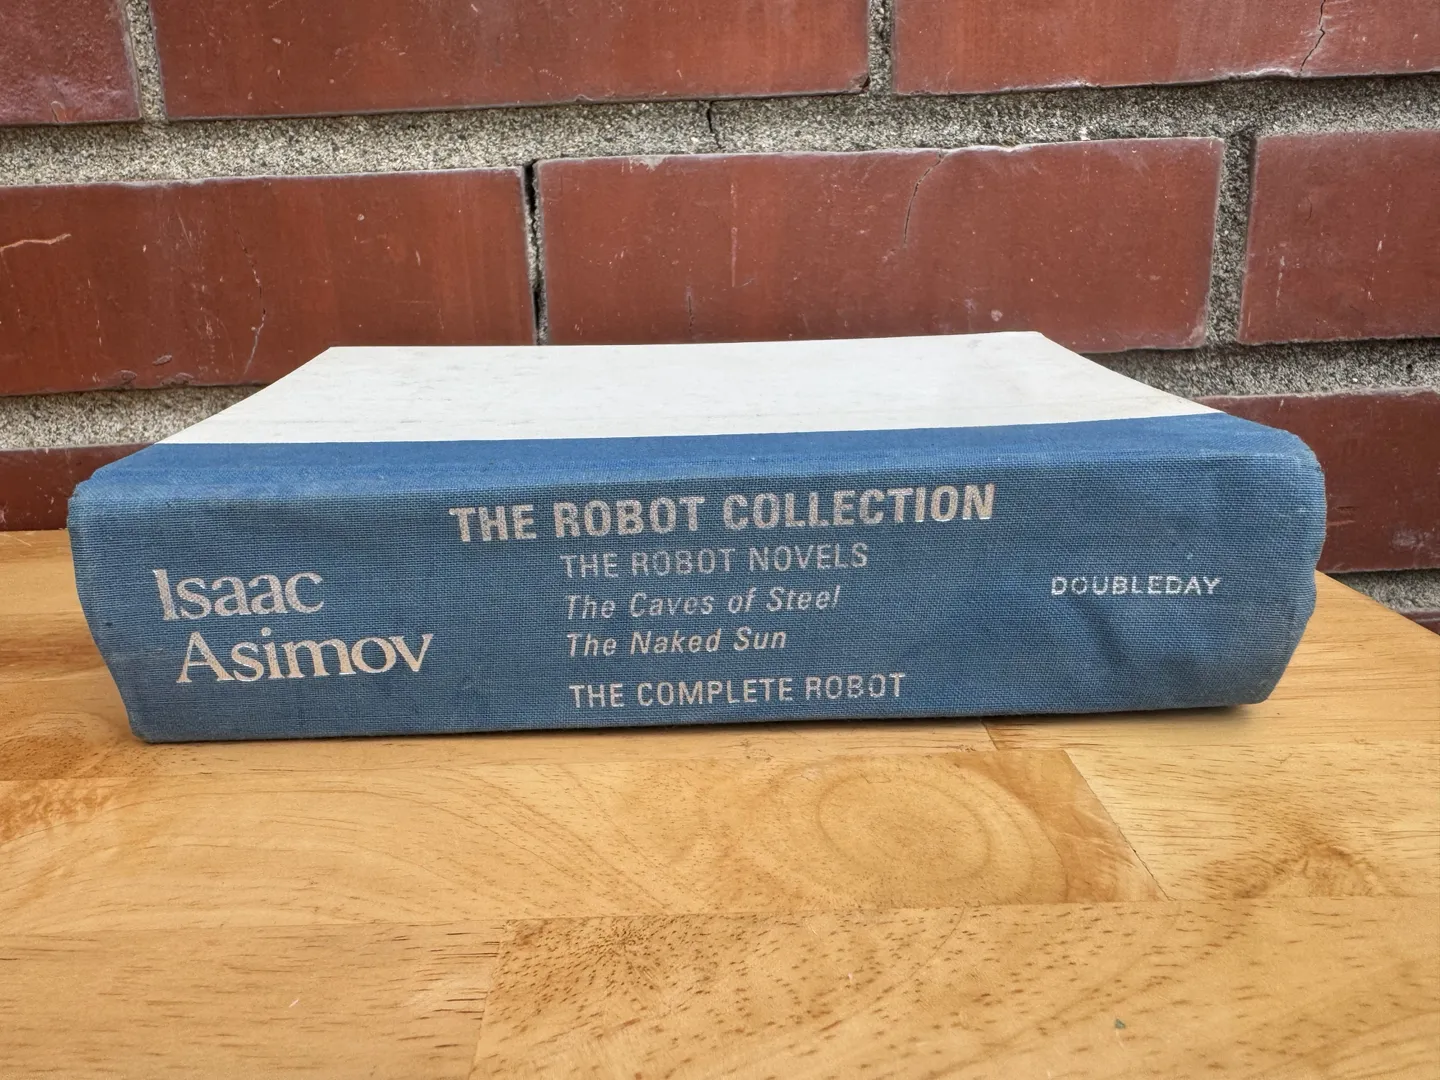 Isaac
Asimov
THE ROBOT COLLECTION
THE ROBOT NOVELS
The Caves of Steel
The Naked Sun
THE COMPLETE ROBOT
DOUBLEDAY